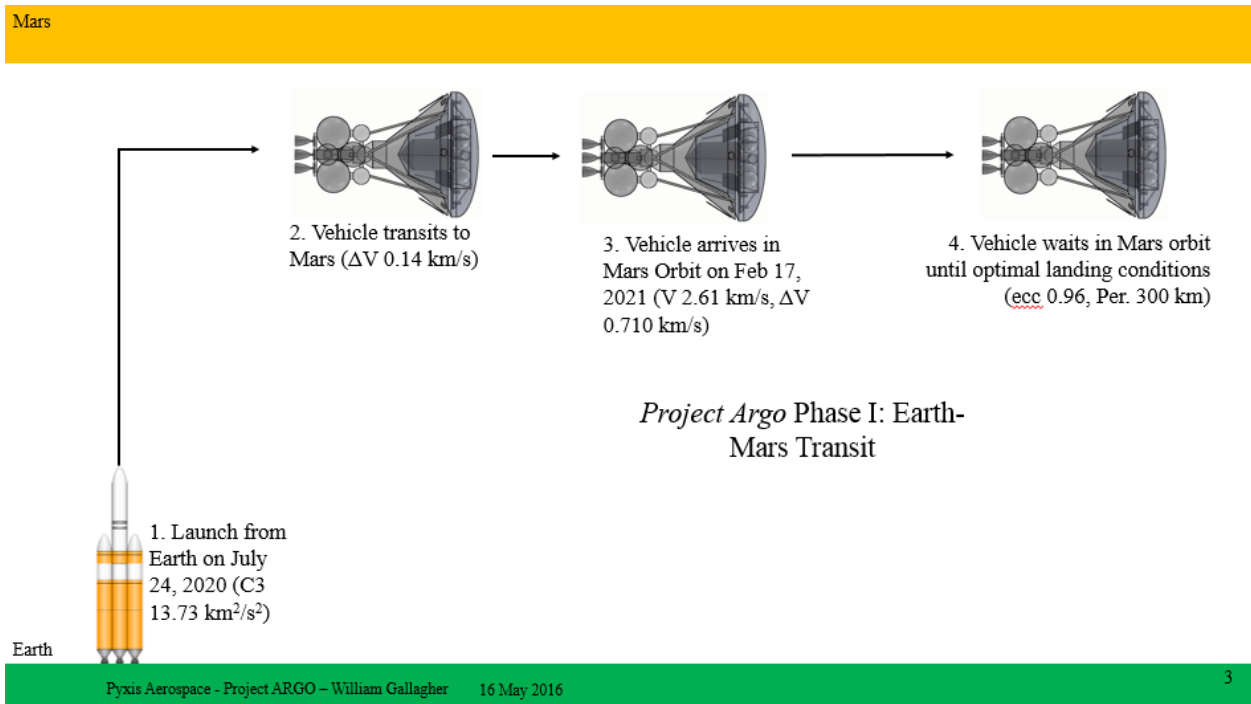 Mars
2. Vehicle transits to
Mars (ΔV 0.14 km/s)
3. Vehicle arrives in
Mars Orbit on Feb 17,
2021 (V 2.61 km/s, ΔV
0.710 km/s)
4. Vehicle waits in Mars orbit
until optimal landing conditions
(ecc 0.96, Per. 300 km)
Project Argo Phase I: Earth-
Mars Transit
1. Launch from
Earth on July
24, 2020 (C3
13.73 km²/s²)
Earth
Pyxis Aerospace - Project ARGO – William Gallagher 16 May 2016
3